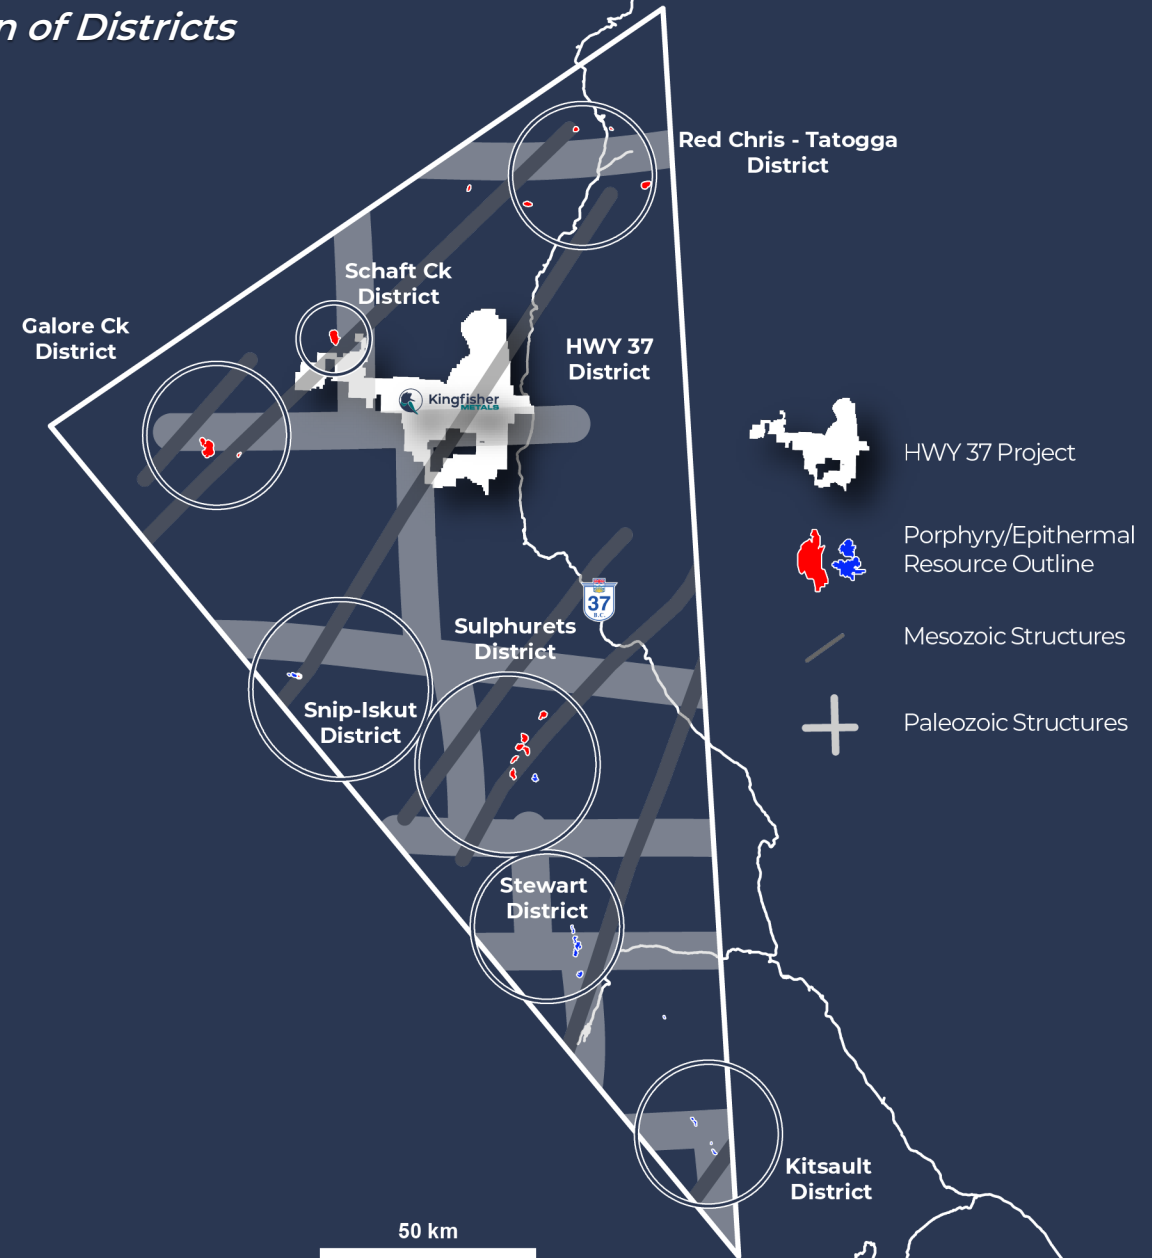 n of Districts
Red Chris - Tatogga
District
Schaft Ck
District
Galore Ck
District
HWY 37
District
Kingfisher
METALS
HWY 37 Project
Porphyry/Epithermal
Resource Outline
37
B.C.
Mesozoic Structures
Sulphurets
District
Snip-Iskut
District
Paleozoic Structures
Stewart
District
Kitsault
District
50 km